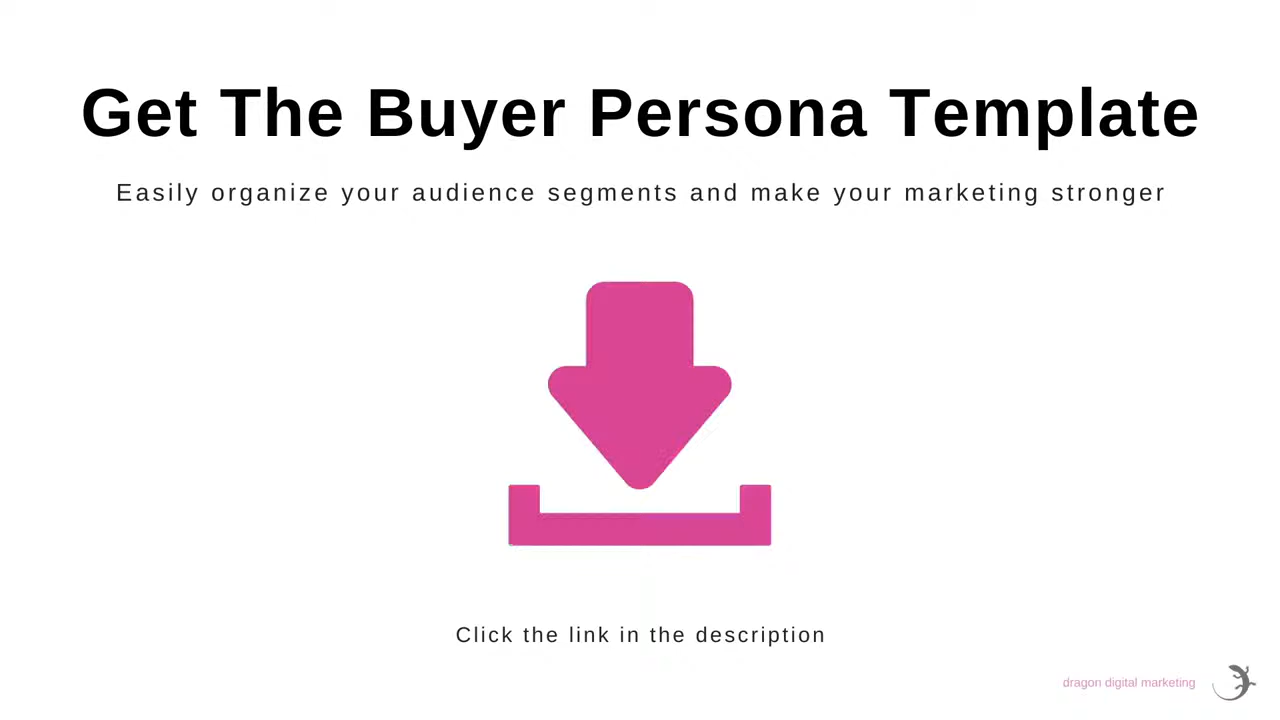 Get The Buyer Persona Template
Easily organize your audience segments and make your marketing stronger
Click the link in the description
dragon digital marketing